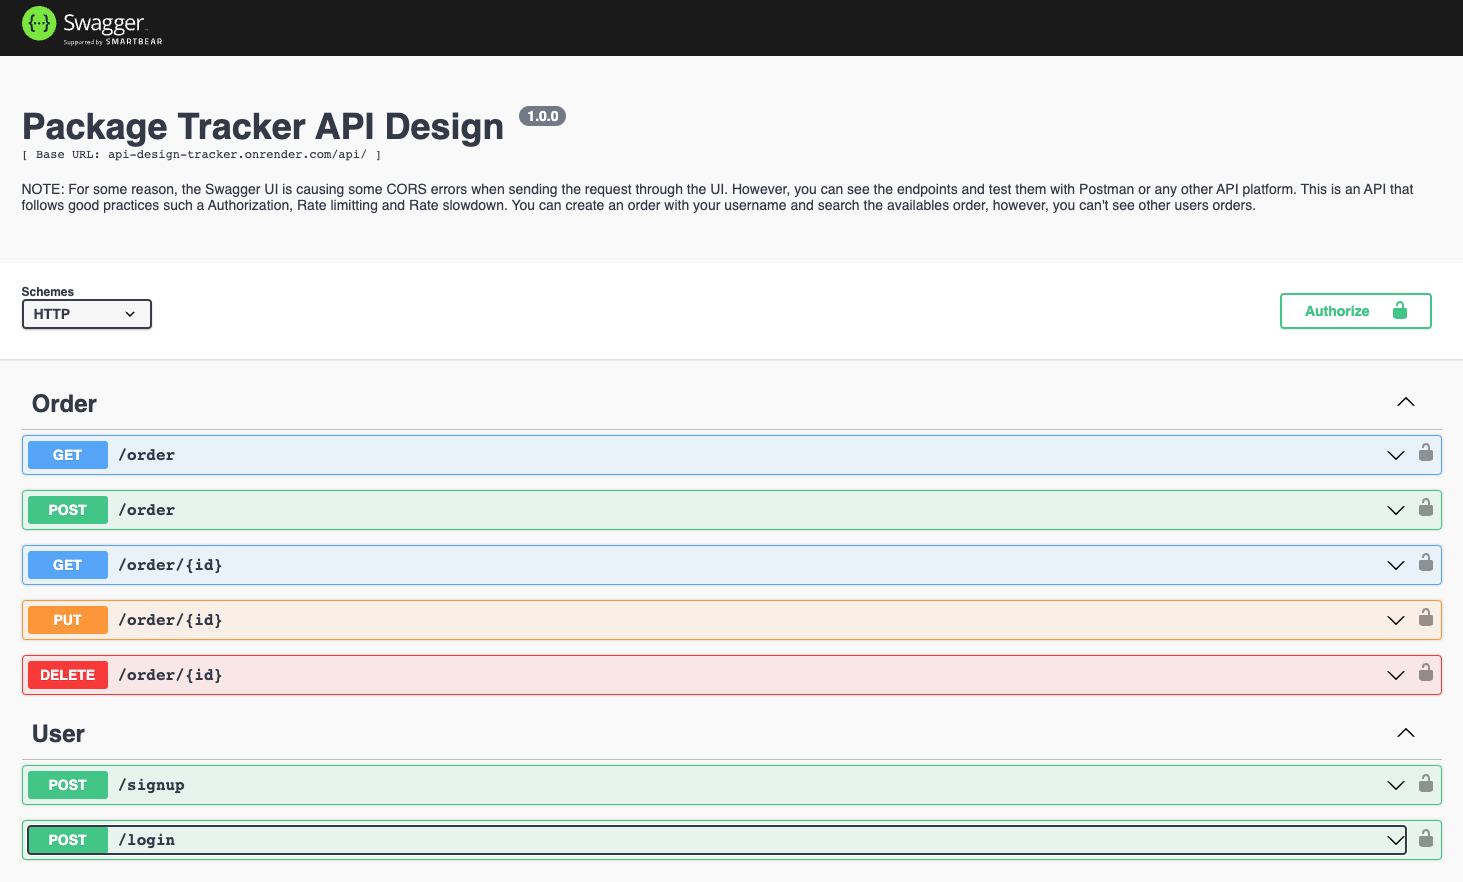 {···} Swagger
Supported by SMARTBEAR
Package Tracker API Design 1.0.0
[ Base URL: api-design-tracker.onrender.com/api/ ]
NOTE: For some reason, the Swagger UI is causing some CORS errors when sending the request through the UI. However, you can see the endpoints and test them with Postman or any other API platform. This is an API that
follows good practices such a Authorization, Rate limitting and Rate slowdown. You can create an order with your username and search the availables order, however, you can't see other users orders.
Schemes
HTTP
Authorize
Order
GET /order
POST /order
GET /order/{id}
PUT /order/{id}
DELETE /order/{id}
User
POST /signup
POST /login